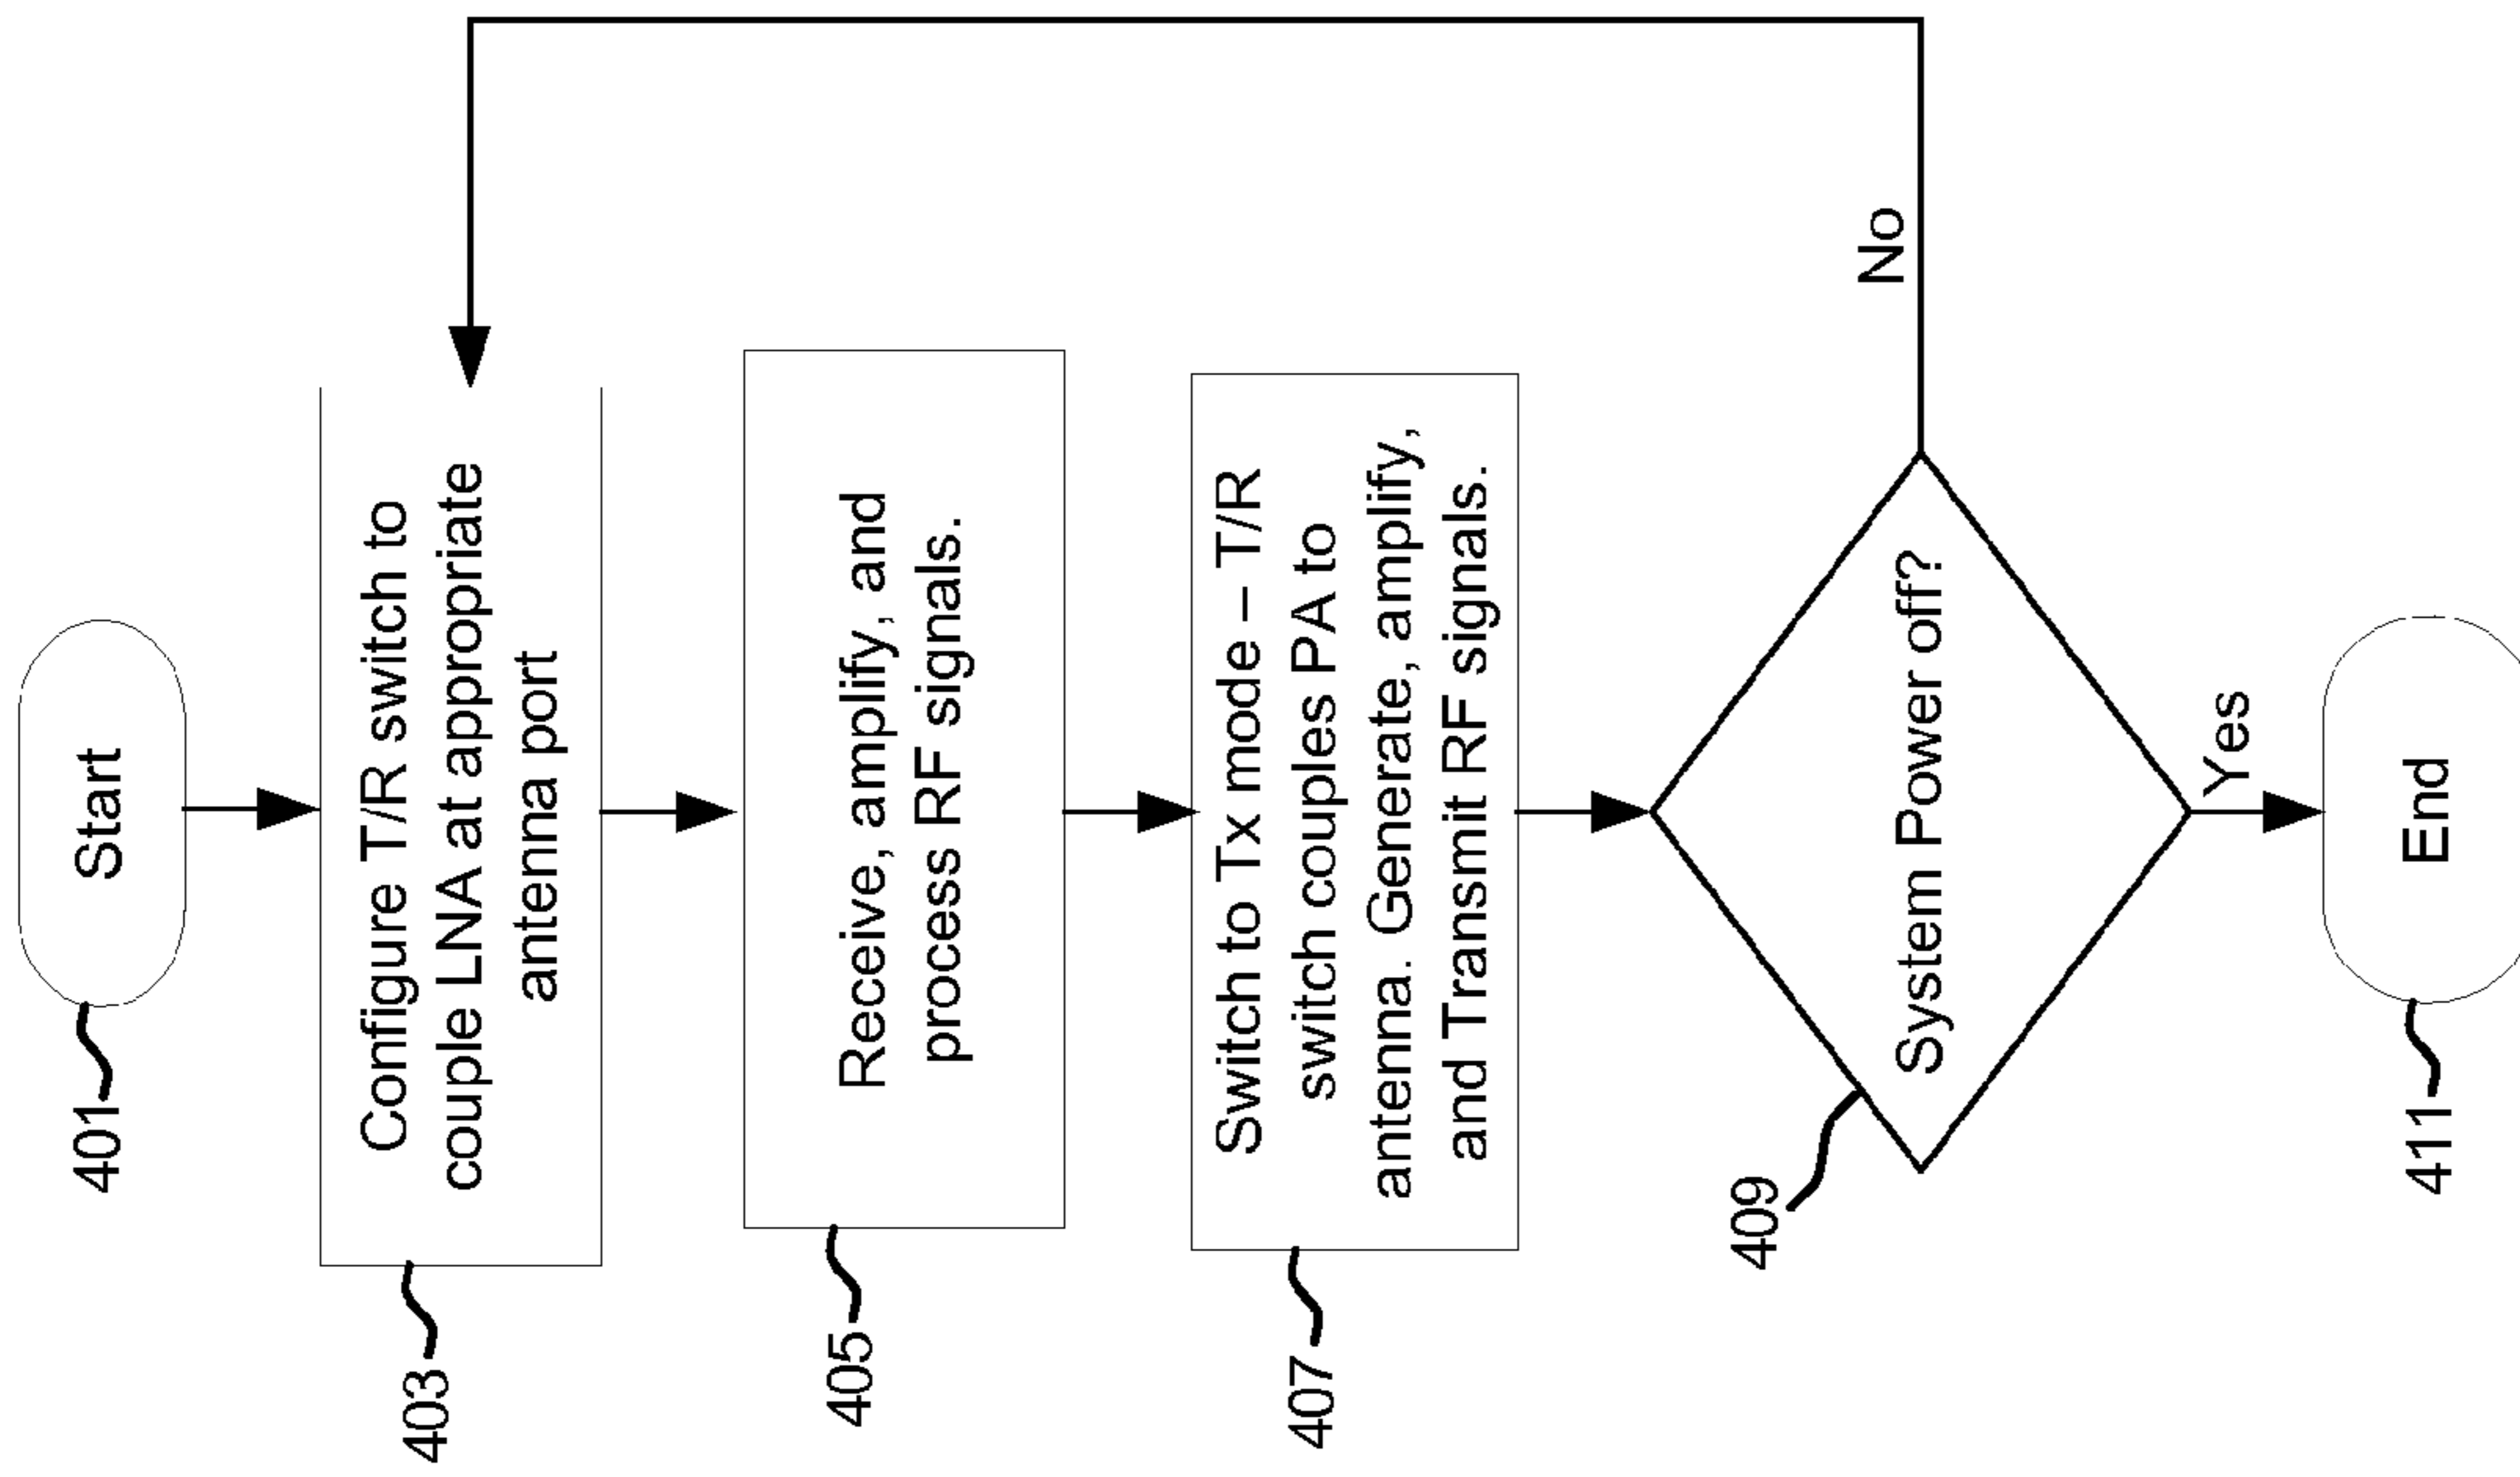 401
Start
403
Configure T/R switch to
couple LNA at appropriate
antenna port
405
Receive, amplify, and
process RF signals.
407
Switch to Tx mode – T/R
switch couples PA to
antenna. Generate, amplify,
and Transmit RF signals.
409
System Power off?
No
Yes
411
End